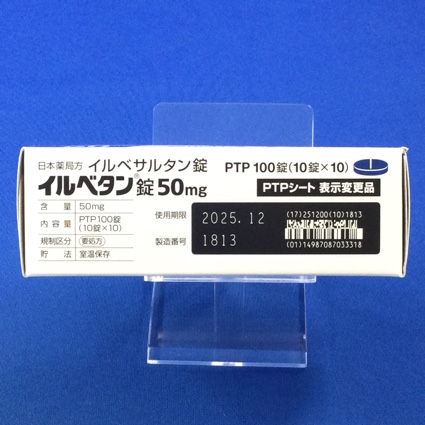 日本薬局方 イルベサルタン錠
イルベタン®錠50mg
PTP 100錠(10錠×10)
PTPシート 表示変更品
含量 50mg
内容量 PTP100錠
(10錠×10)
規制区分 要処方
貯法 室温保存
使用期限 2025.12
製造番号 1813
(17)251200(10)1813
(01)14987087033318